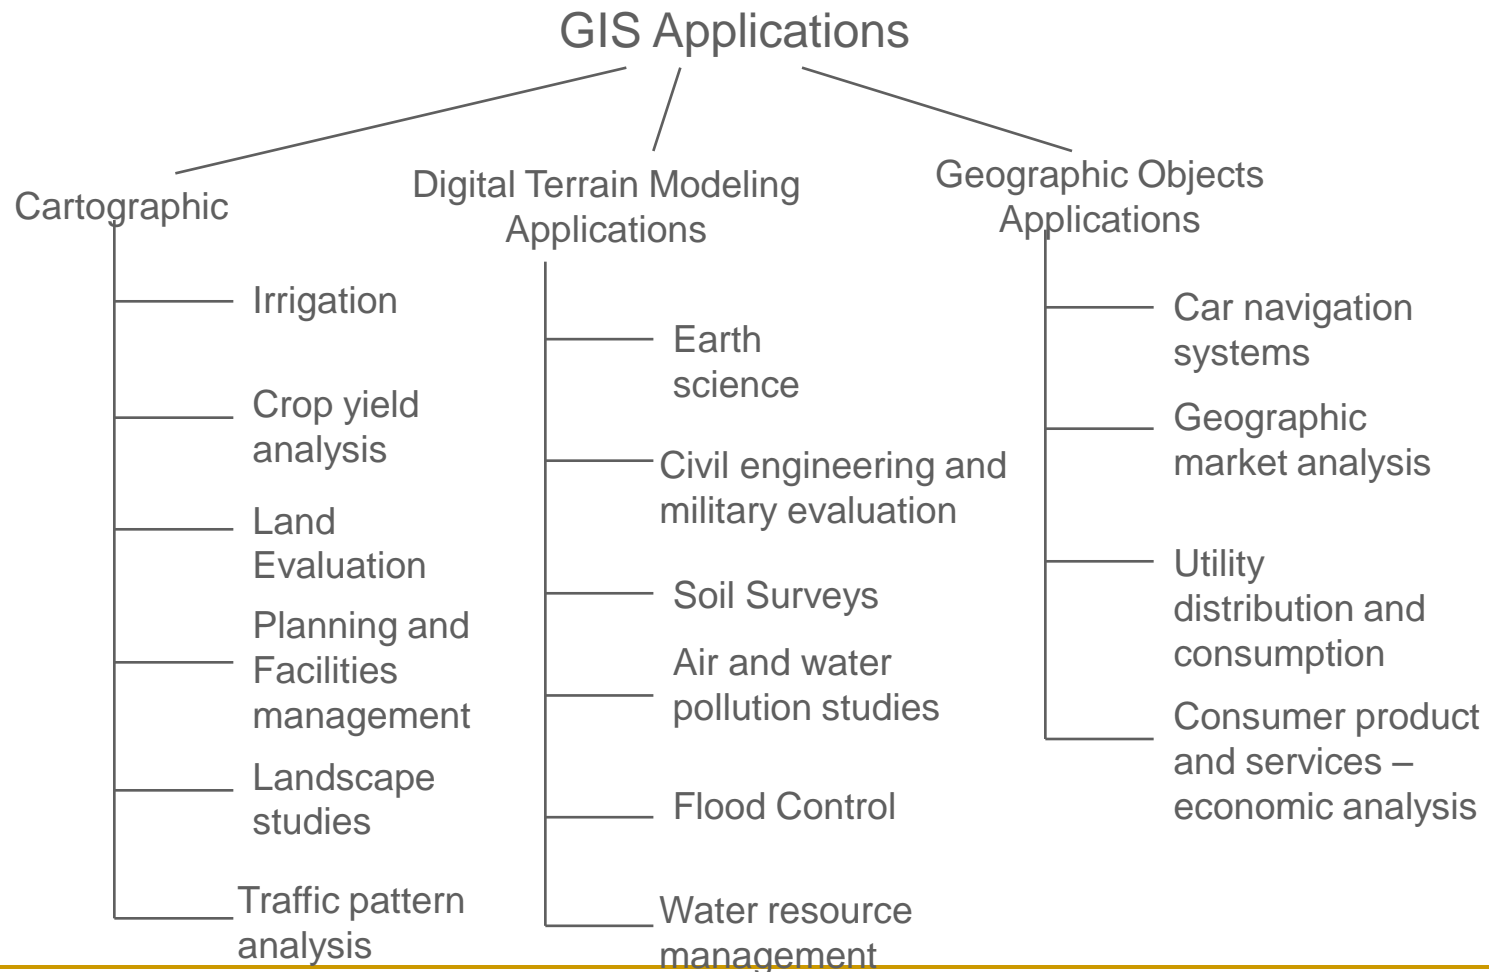 GIS Applications
Cartographic
Irrigation
Crop yield
analysis
Land
Evaluation
Planning and
Facilities
management
Landscape
studies
Traffic pattern
analysis
Digital Terrain Modeling
Applications
Earth
science
Civil engineering and
military evaluation
Soil Surveys
Air and water
pollution studies
Flood Control
Water resource
management
Geographic Objects
Applications
Car navigation
systems
Geographic
market analysis
Utility
distribution and
consumption
Consumer product
and services –
economic analysis